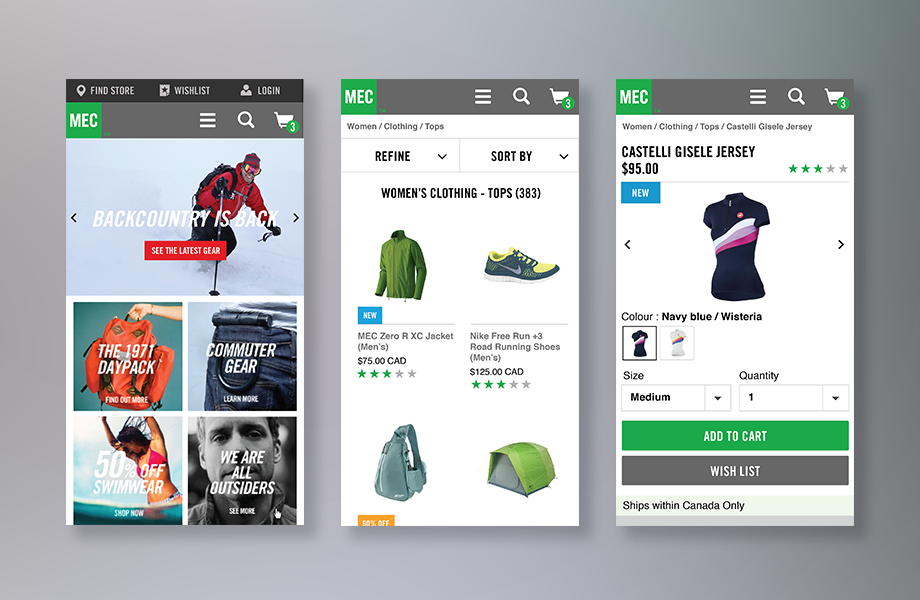 FIND STORE
WISHLIST
LOGIN
MEC
3
BACKCOUNTRY IS BACK
SEE THE LATEST GEAR
THE 1971
DAYPACK
FIND OUT MORE
COMMUTER
GEAR
LEARN MORE
50% OFF
SWIMWEAR
SHOP NOW
WE ARE
ALL
OUTSIDERS
SEE MORE
MEC
3
Women / Clothing / Tops
REFINE
SORT BY
WOMEN'S CLOTHING - TOPS (383)
NEW
MEC Zero R XC Jacket
(Men's)
$75.00 CAD
Nike Free Run +3
Road Running Shoes
(Men's)
$125.00 CAD
60% OFF
MEC
3
Women / Clothing / Tops / Castelli Gisele Jersey
CASTELLI GISELE JERSEY
$95.00
NEW
Colour : Navy blue / Wisteria
Size
Quantity
Medium
1
ADD TO CART
WISH LIST
Ships within Canada Only